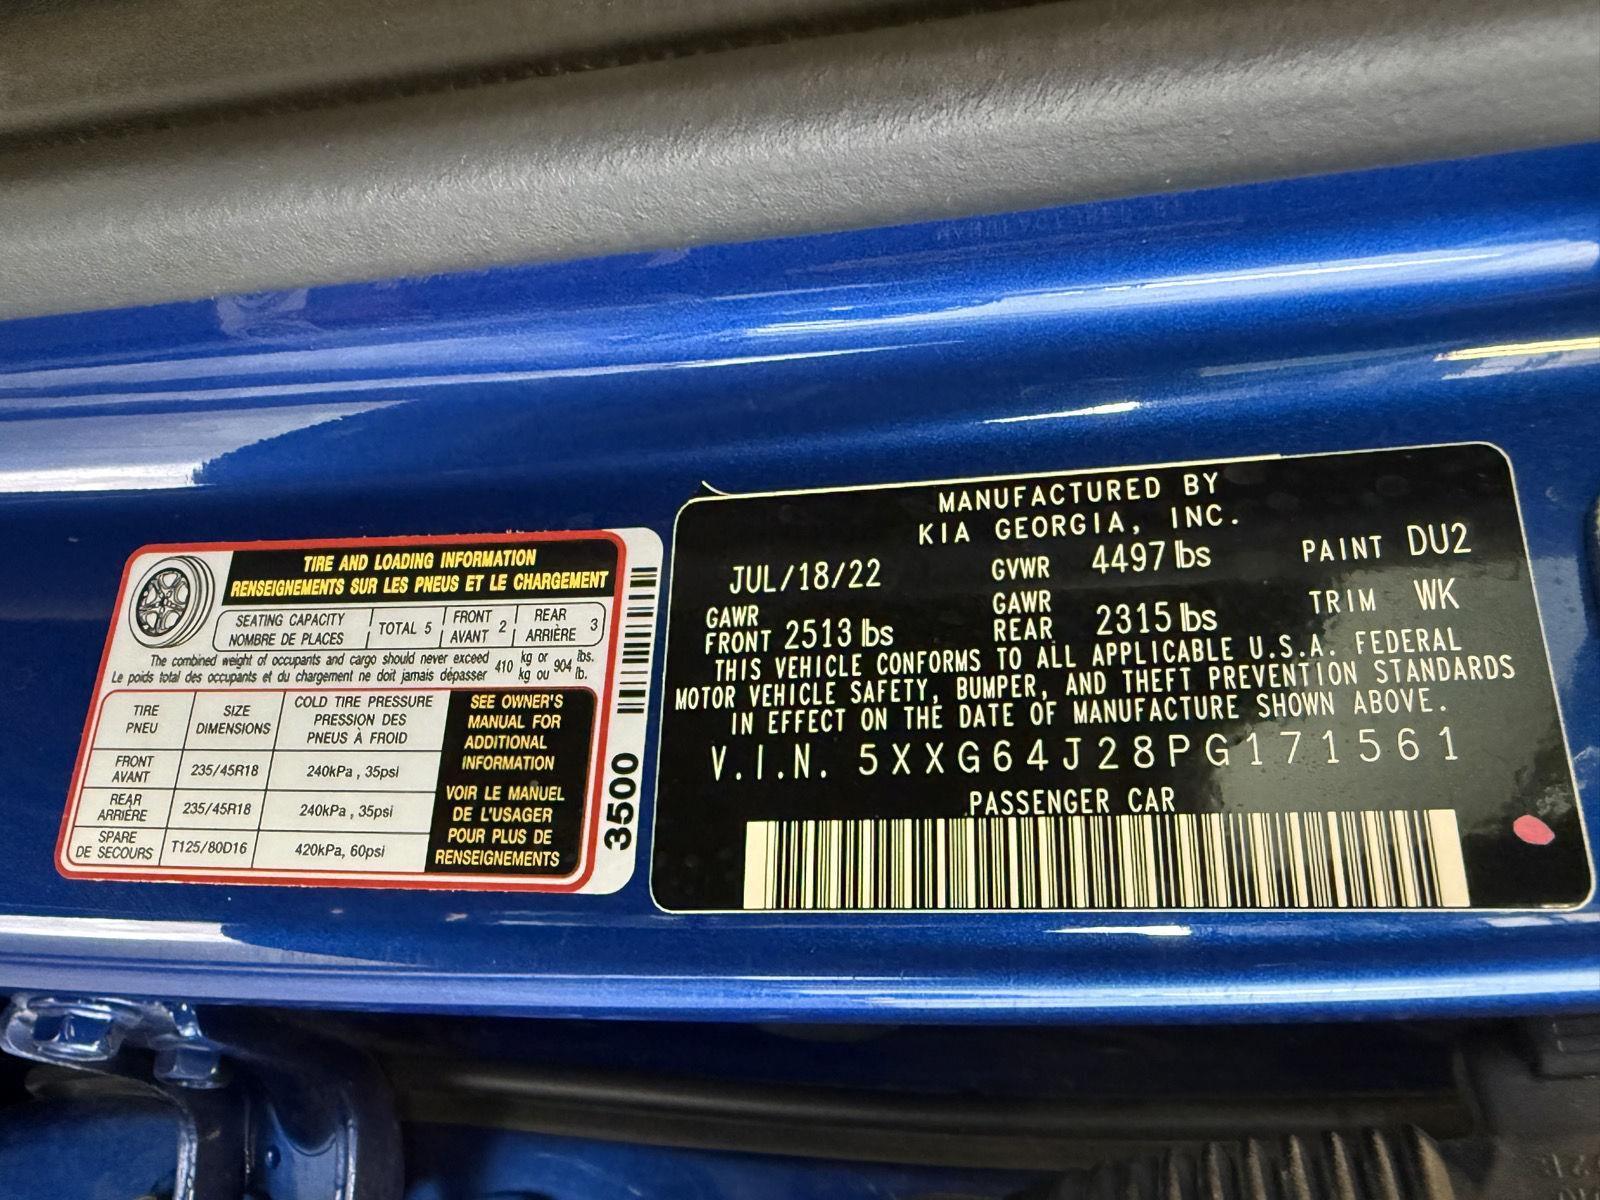 TIRE AND LOADING INFORMATION
RENSEIGNEMENTS SUR LES PNEUS ET LE CHARGEMENT
SEATING CAPACITY
NOMBRE DE PLACES
TOTAL 5
FRONT
AVANT 2
REAR
ARRIÈRE 3
The combined weight of occupants and cargo should never exceed 410 kg or 904 lbs.
Le poids total des occupants et du chargement ne doit jamais dépasser kg ou lb.
TIRE
PNEU
SIZE
DIMENSIONS
COLD TIRE PRESSURE
PRESSION DES
PNEUS À FROID
FRONT
AVANT
235/45R18
240kPa , 35psi
REAR
ARRIÈRE
235/45R18
240kPa , 35psi
SPARE
DE SECOURS
T125/80D16
420kPa, 60psi
SEE OWNER'S
MANUAL FOR
ADDITIONAL
INFORMATION
VOIR LE MANUEL
DE L'USAGER
POUR PLUS DE
RENSEIGNEMENTS
3500
MANUFACTURED BY
KIA GEORGIA, INC.
JUL/18/22 GVWR 4497 lbs PAINT DU2
GAWR FRONT 2513 lbs GAWR REAR 2315 lbs TRIM WK
THIS VEHICLE CONFORMS TO ALL APPLICABLE U.S.A. FEDERAL
MOTOR VEHICLE SAFETY, BUMPER, AND THEFT PREVENTION STANDARDS
IN EFFECT ON THE DATE OF MANUFACTURE SHOWN ABOVE.
V.I.N. 5XXG64J28PG171561
PASSENGER CAR